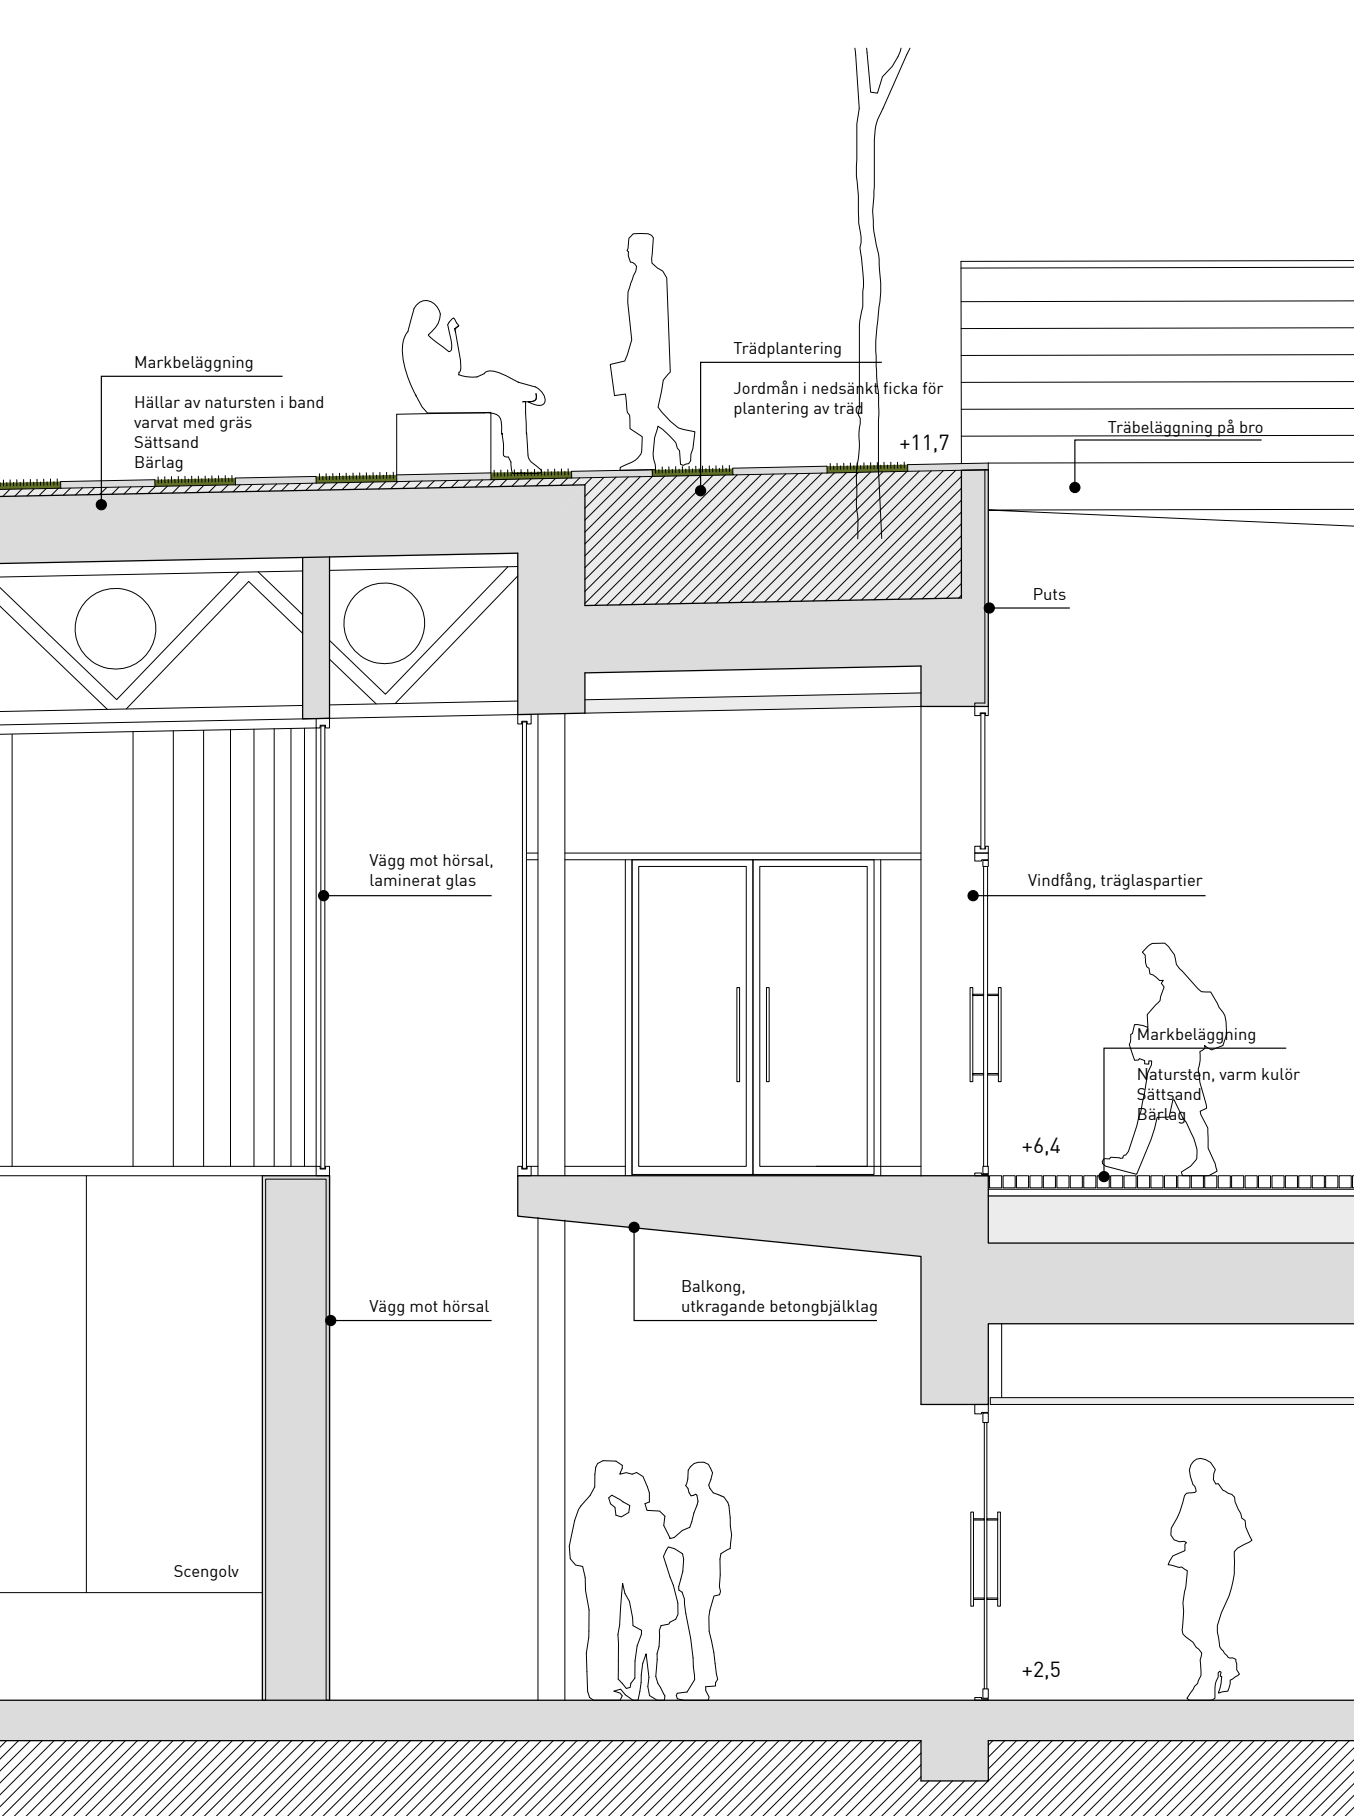 Trädplantering
Jordmån i nedsänkt ficka för
plantering av träd
Markbeläggning
Hällar av natursten i band
varvat med gräs
Sättsand
Bärlag
+11,7
Träbeläggning på bro
Puts
Vägg mot hörsal,
laminerat glas
Vindfång, träglaspartier
Markbeläggning
Natursten, varm kulör
Sättsand
Bärlag
+6,4
Balkong,
utkragande betongbjälklag
Vägg mot hörsal
Scengolv
+2,5